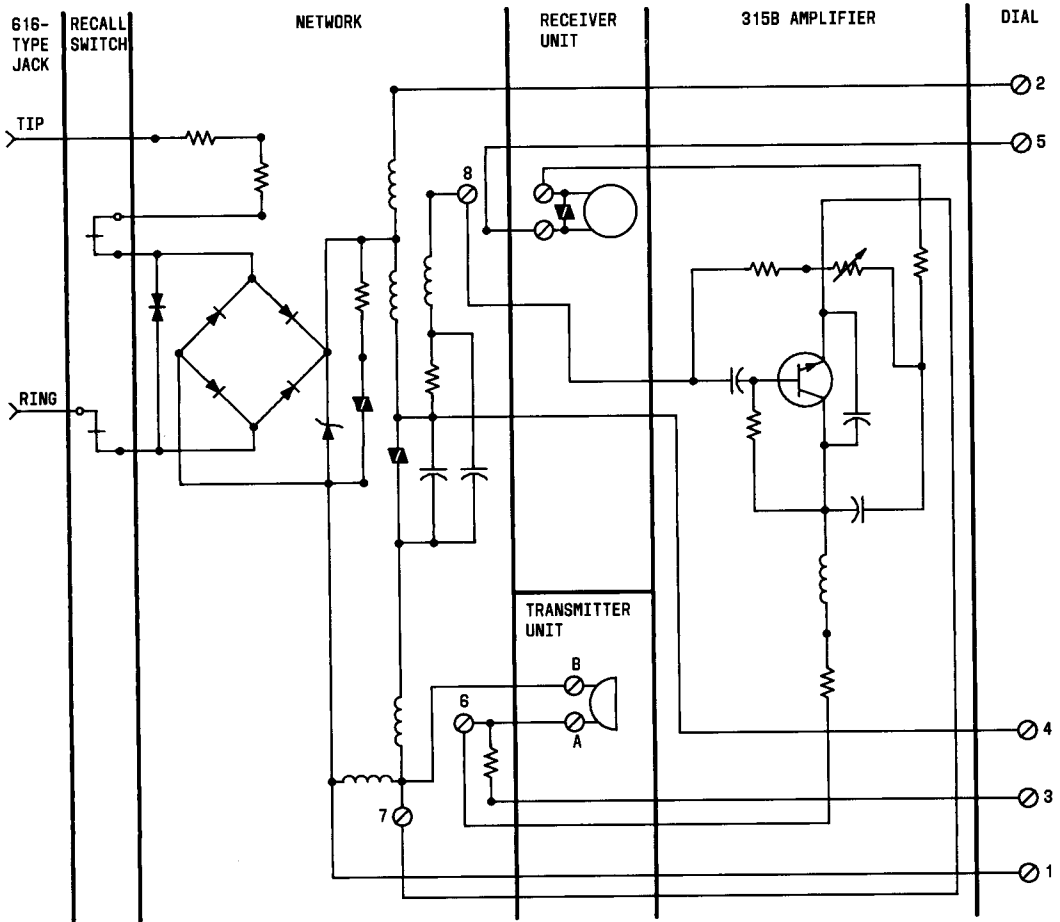 616-
TYPE
JACK
RECALL
SWITCH
NETWORK
RECEIVER
UNIT
315B AMPLIFIER
DIAL
2
TIP
5
8
RING
TRANSMITTER
UNIT
B
6
A
4
3
7
1